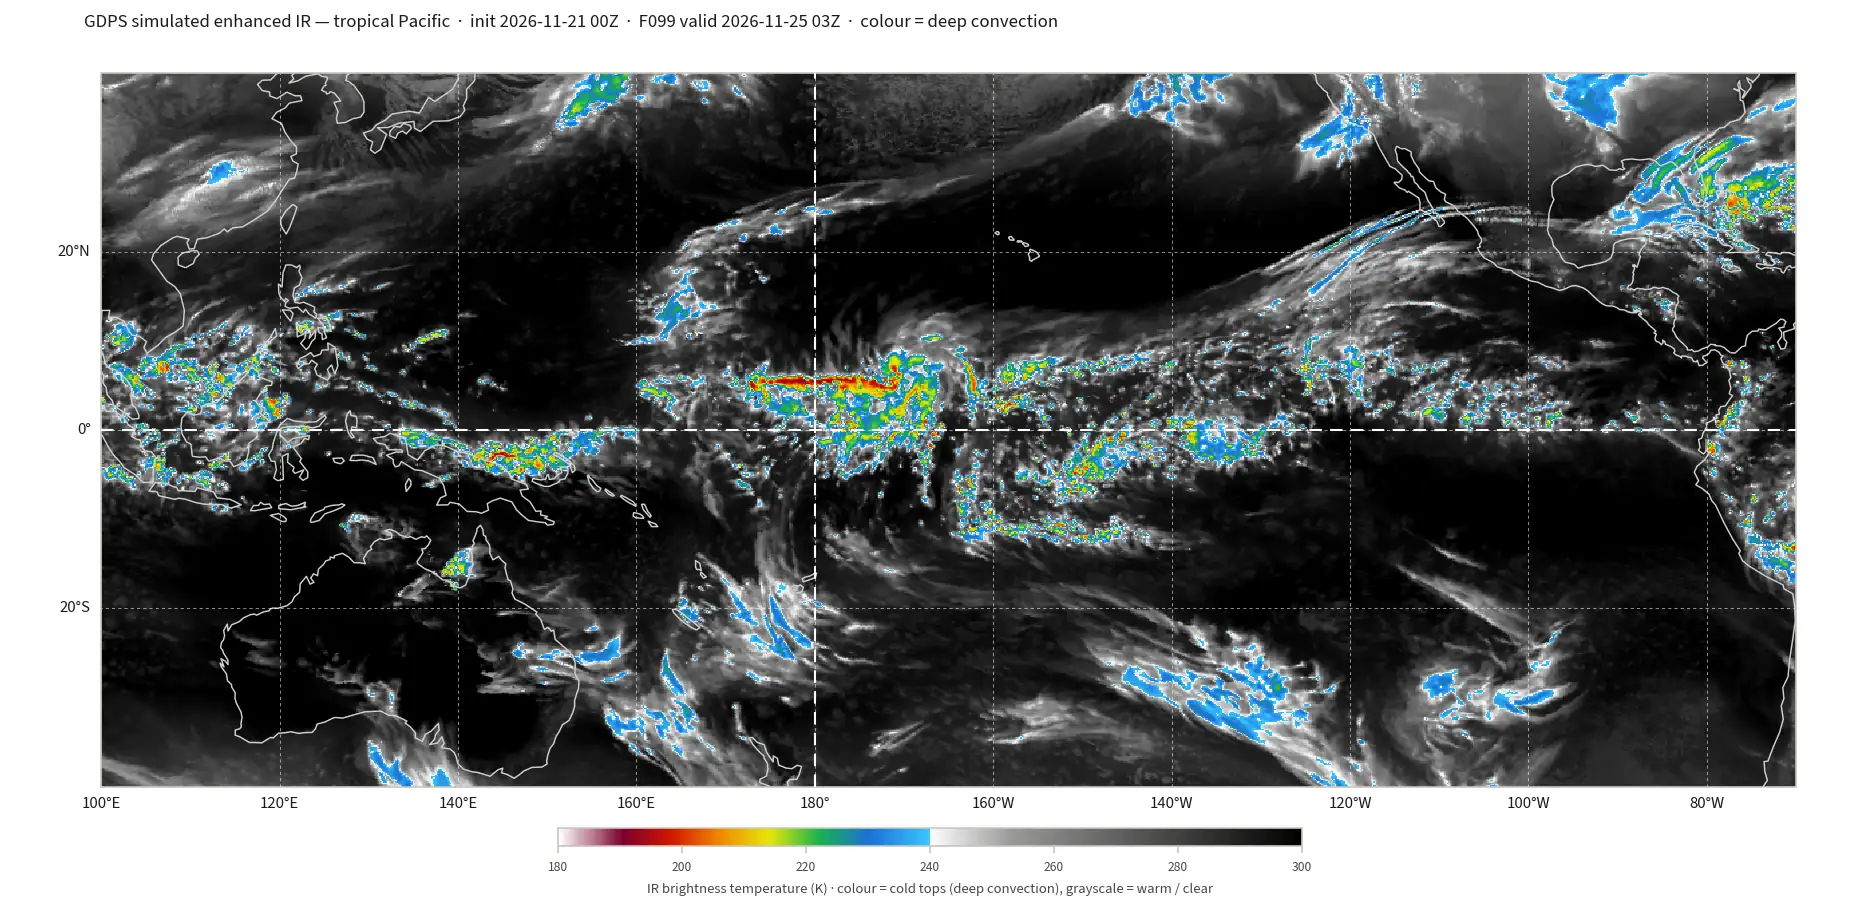 GDPS simulated enhanced IR — tropical Pacific · init 2026-11-21 00Z · F099 valid 2026-11-25 03Z · colour = deep convection
20°N
0°
20°S
100°E 120°E 140°E 160°E 180° 160°W 140°W 120°W 100°W 80°W
180 200 220 240 260 280 300
IR brightness temperature (K) · colour = cold tops (deep convection), grayscale = warm / clear